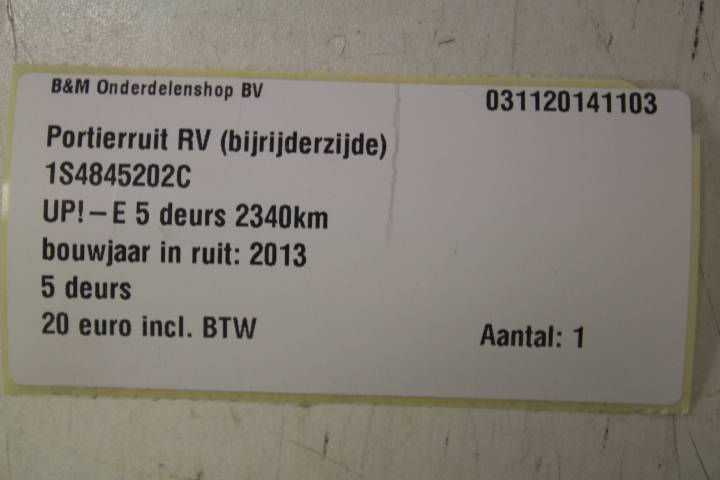 B&M Onderdelenshop BV
031120141103
Portierruit RV (bijrijderzijde)
1S4845202C
UP!-E 5 deurs 2340km
bouwjaar in ruit: 2013
5 deurs
20 euro incl. BTW
Aantal: 1